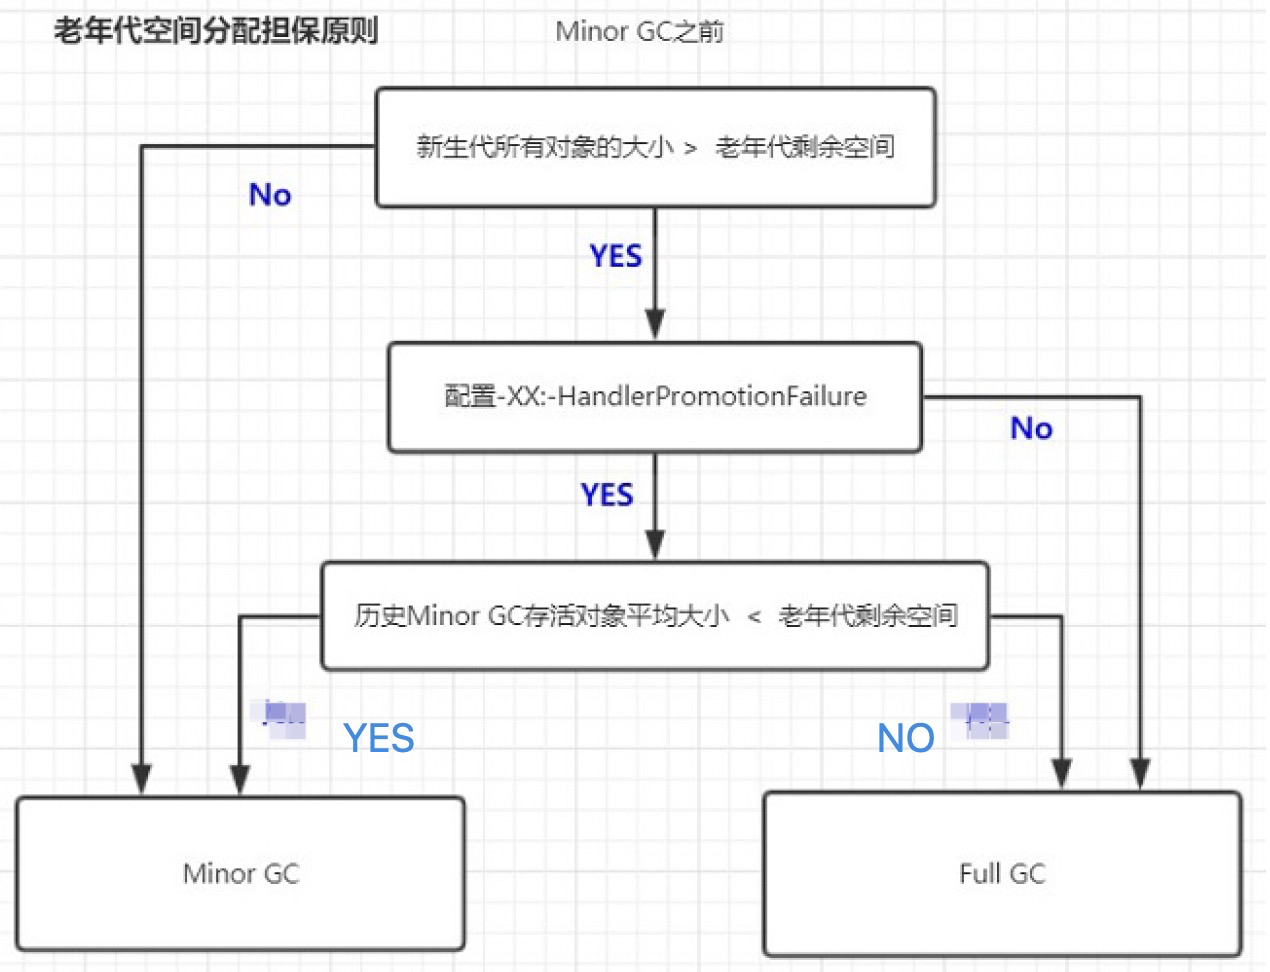 老年代空间分配担保原则
Minor GC之前
新生代所有对象的大小 > 老年代剩余空间
No
YES
配置-XX:-HandlerPromotionFailure
No
YES
历史Minor GC存活对象平均大小 < 老年代剩余空间
YES
NO
Minor GC
Full GC